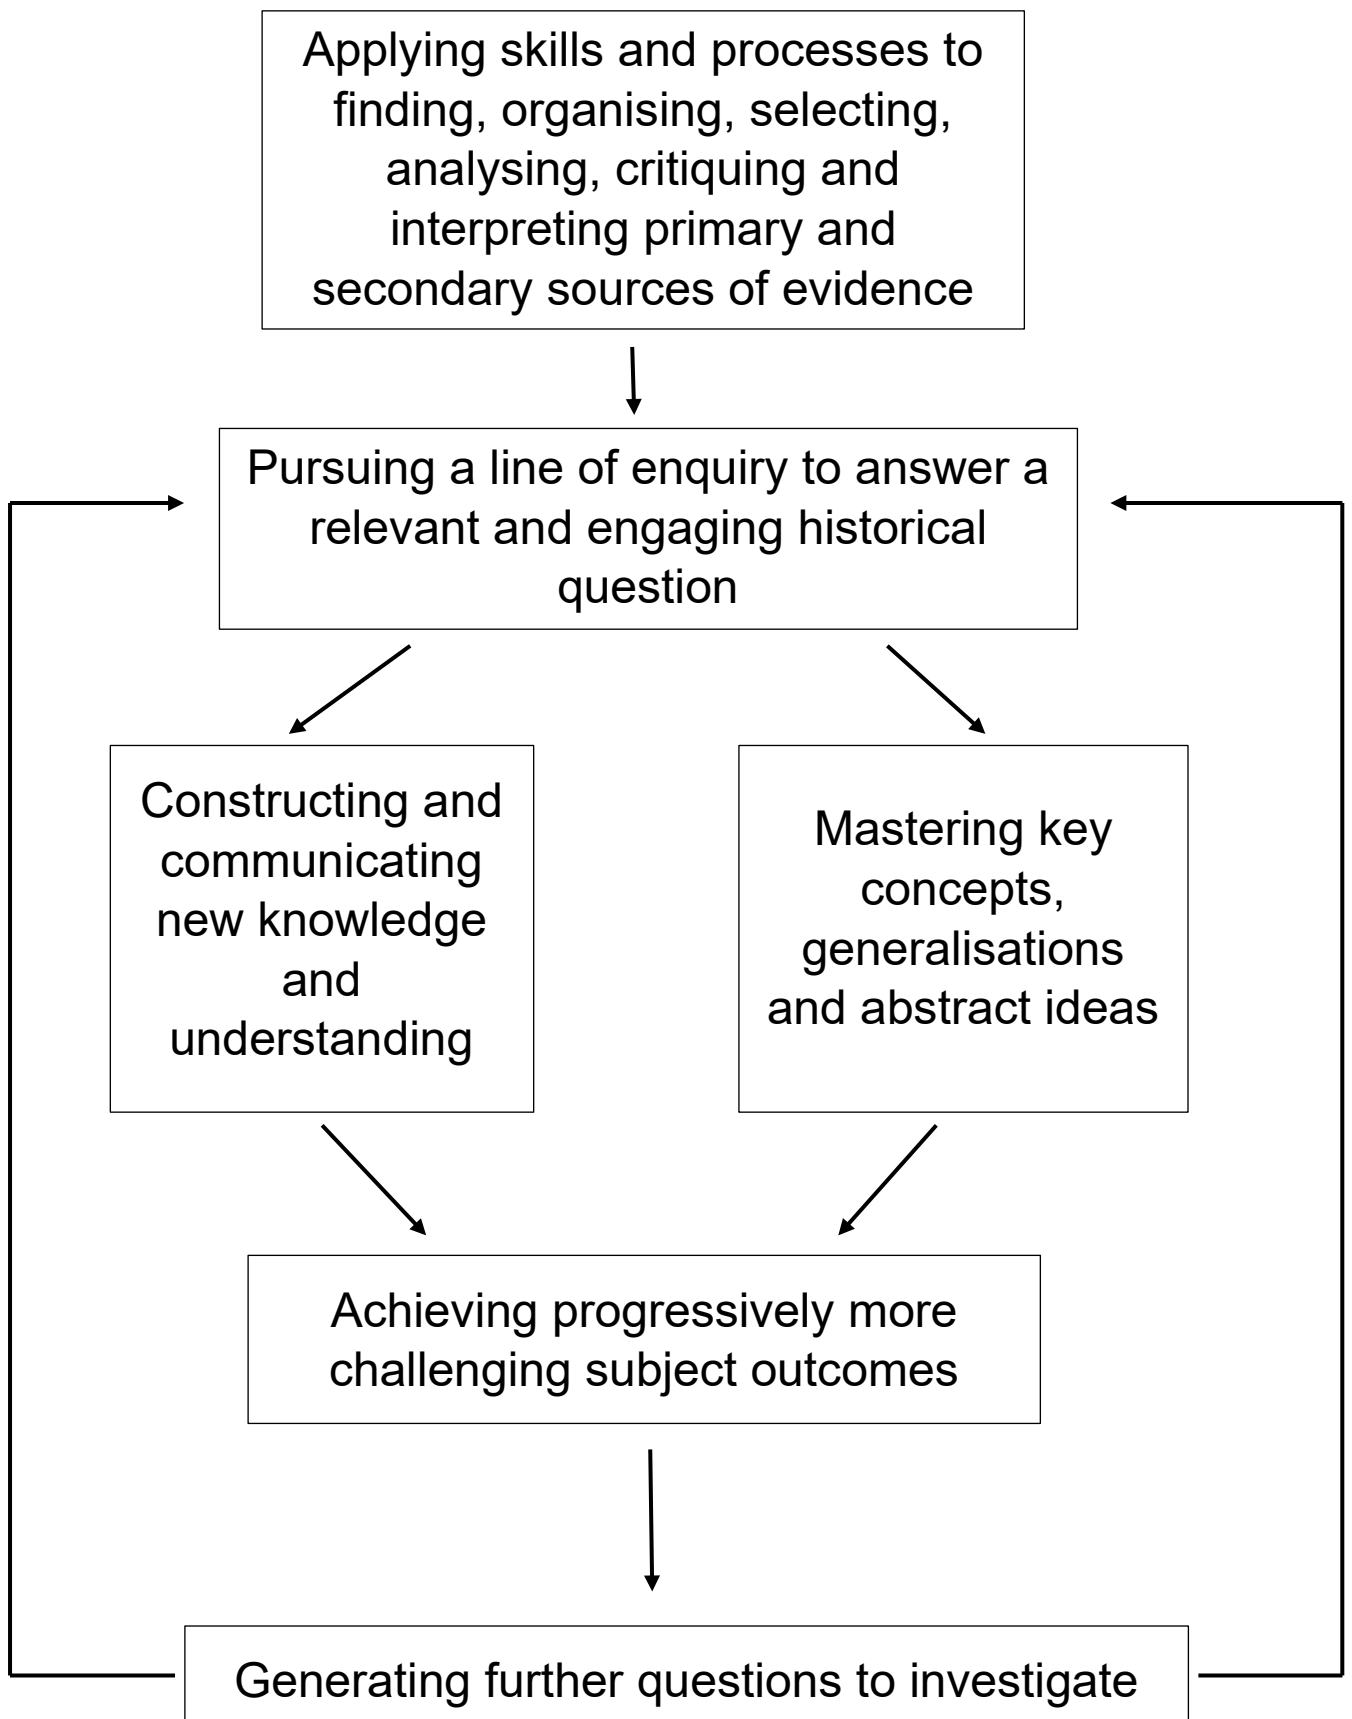 Applying skills and processes to
finding, organising, selecting,
analysing, critiquing and
interpreting primary and
secondary sources of evidence
Pursuing a line of enquiry to answer a
relevant and engaging historical
question
Constructing and
communicating
new knowledge
and
understanding
Mastering key
concepts,
generalisations
and abstract ideas
Achieving progressively more
challenging subject outcomes
Generating further questions to investigate